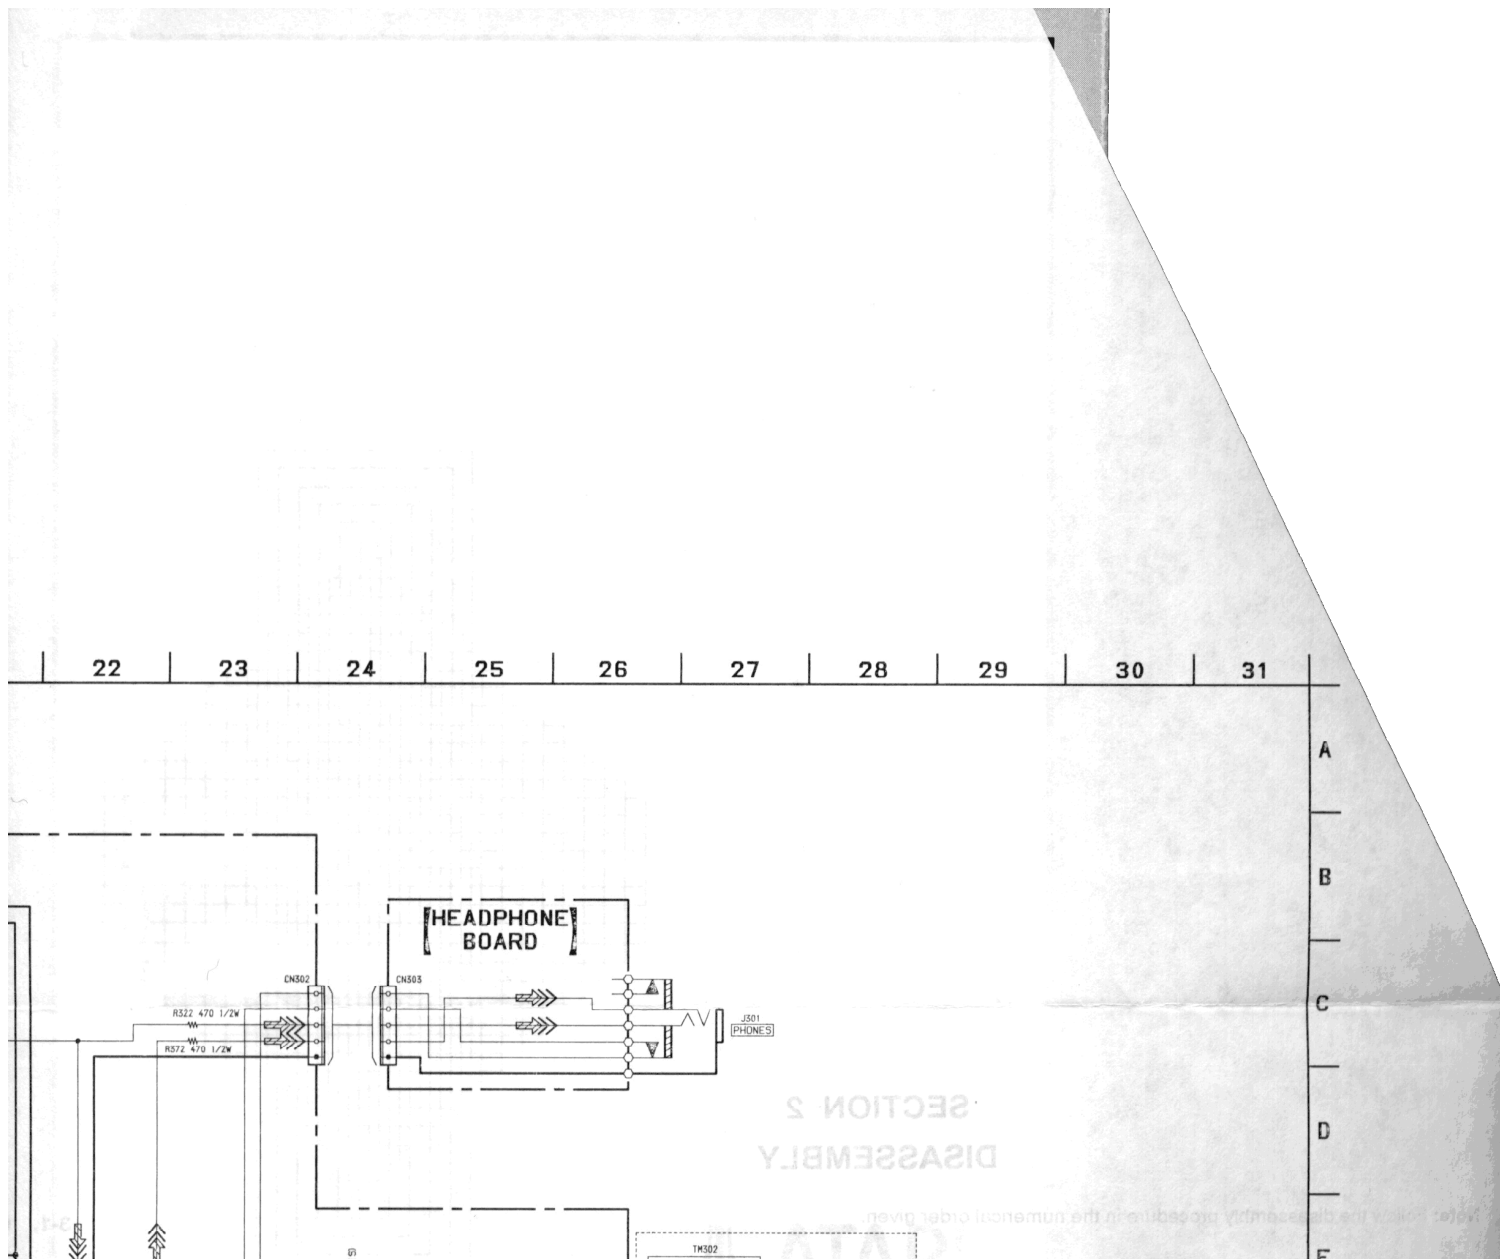 22 23 24 25 26 27 28 29 30 31
A
B
HEADPHONE
BOARD
CN302 CN303
C
R322 470 1/2W
J301
PHONES
R372 470 1/2W
SECTION 2
D
DISASSEMBLY
3-1.
Note: Follow the disassembly procedure in the numerical order given.
TM302
E